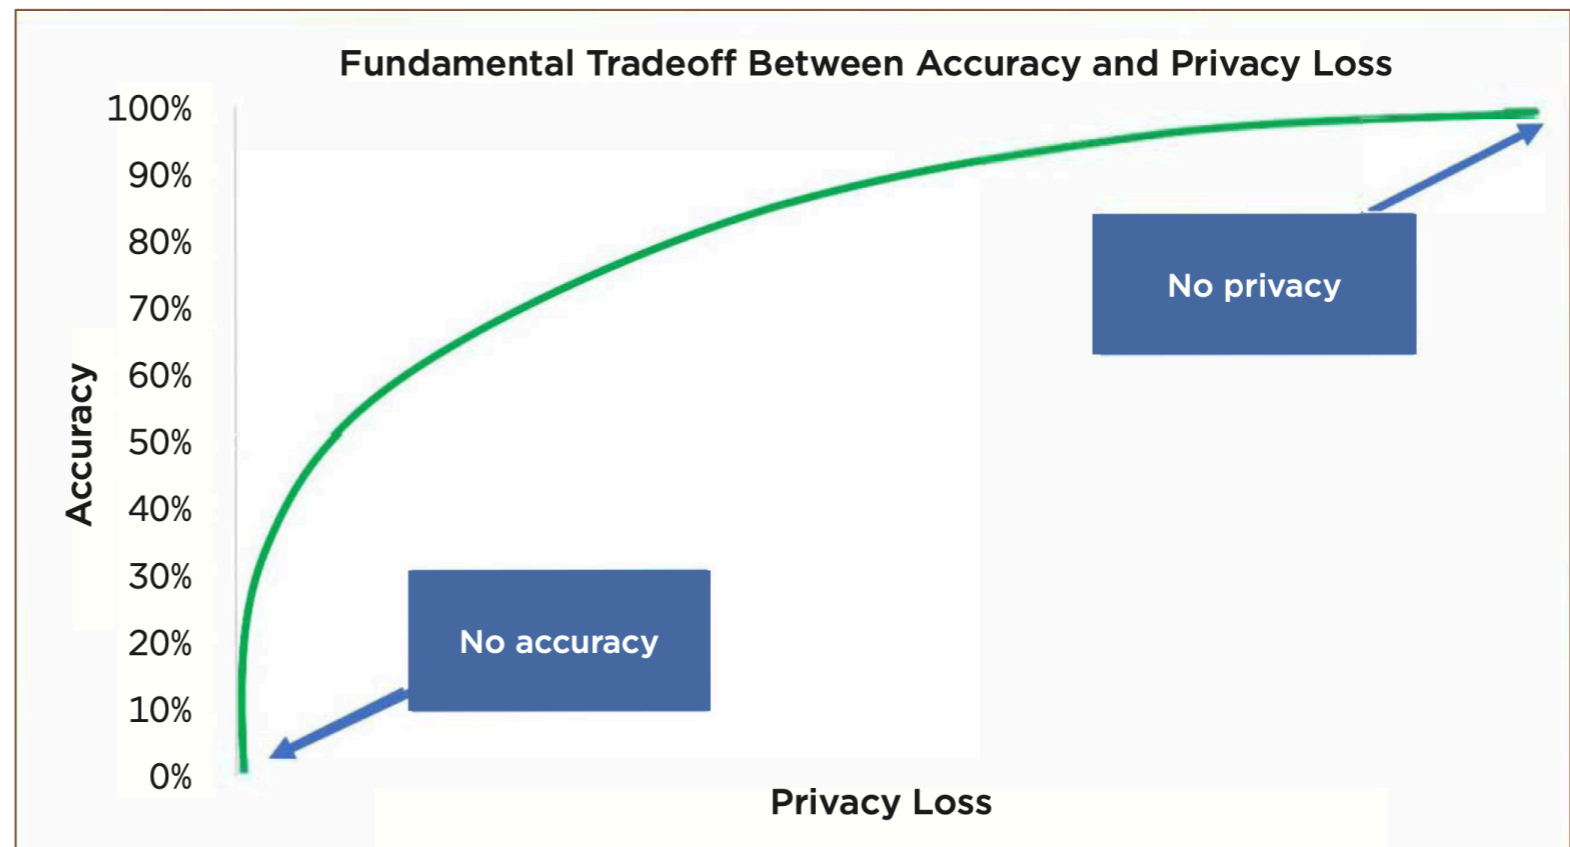 Fundamental Tradeoff Between Accuracy and Privacy Loss
100%
90%
80%
70%
60%
50%
40%
30%
20%
10%
0%
Accuracy
No privacy
No accuracy
Privacy Loss